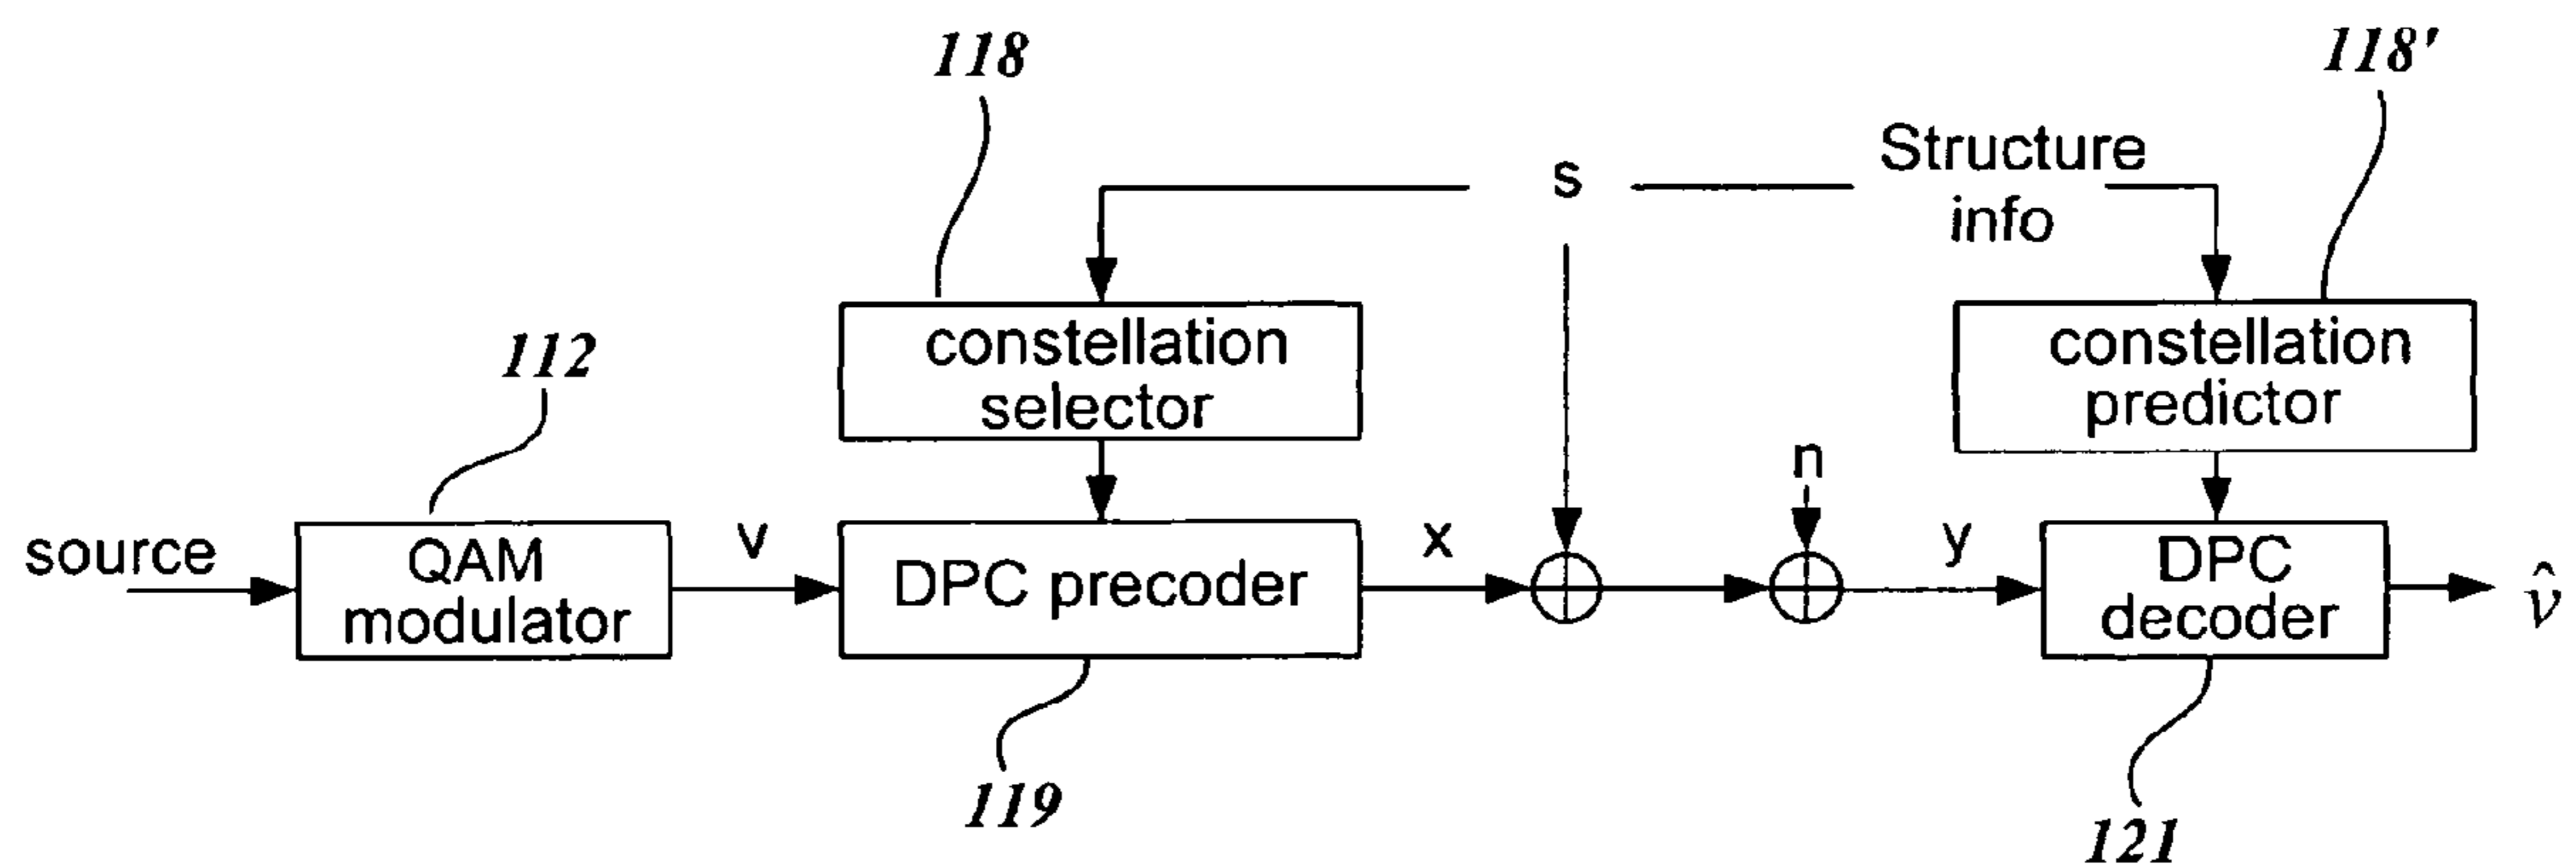 118
118'
s
Structure
info
constellation
selector
constellation
predictor
112
n
source
QAM
modulator
v
DPC precoder
x
y
DPC
decoder
v̂
119
121